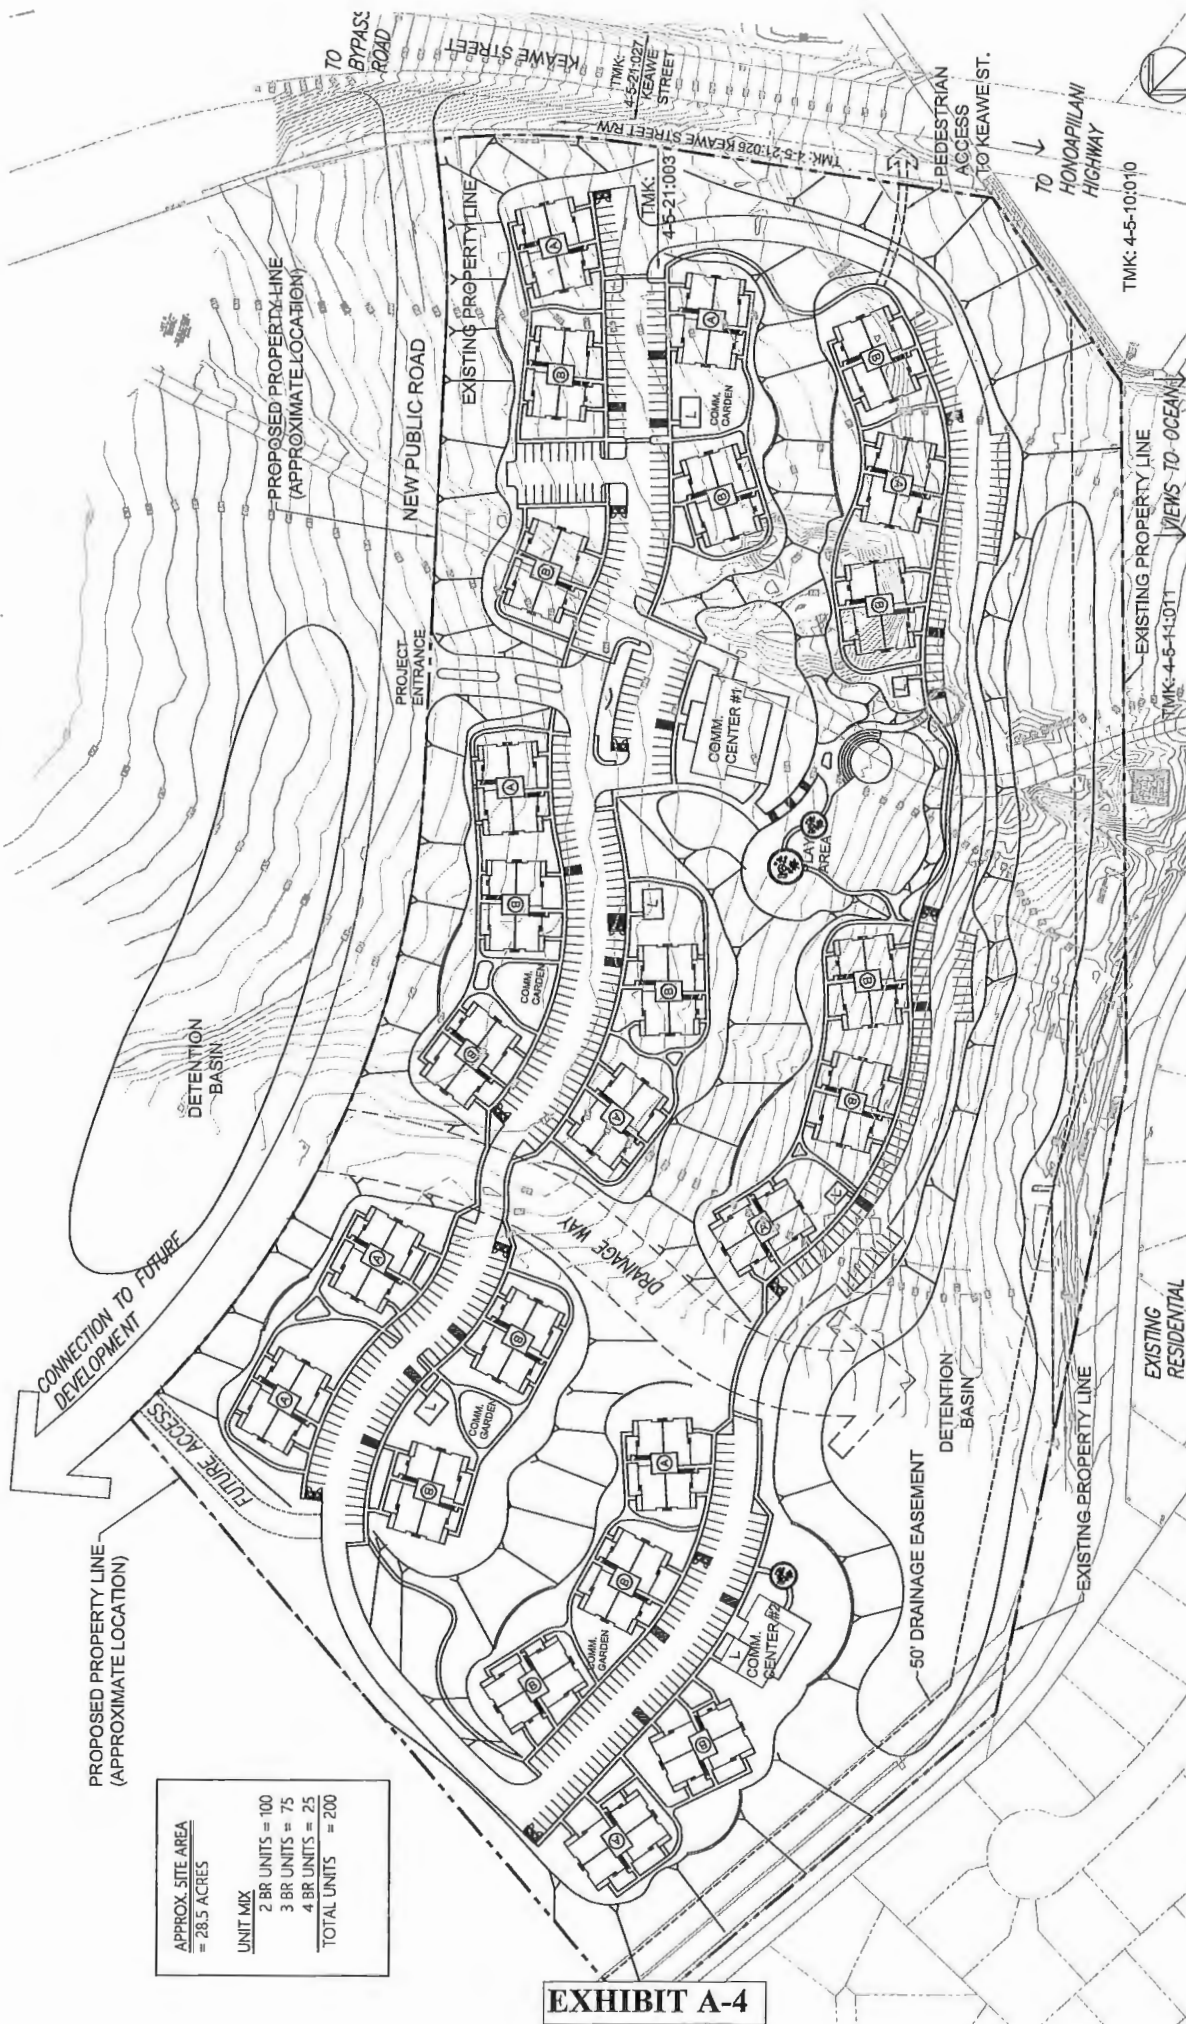 TO
BYPASS
ROAD
KEAWE STREET
TMK:
4-5-21:027
KEAWE
STREET
TMK: 4-5-21:026 KEAWE STREET R/W
PEDESTRIAN
ACCESS
TO KEAWE ST.
TO
HONOAPIILANI
HIGHWAY
TMK: 4-5-10:010
PROPOSED PROPERTY LINE
(APPROXIMATE LOCATION)
EXISTING PROPERTY LINE
NEW PUBLIC ROAD
TMK:
4-5-21:003
A
B
A
L
COMM.
GARDEN
B
B
B
A
B
L
EXISTING PROPERTY LINE
VIEWS TO OCEAN
TMK: 4-5-11:011
PROJECT
ENTRANCE
COMM.
CENTER #1
PLAY
AREA
A
B
COMM.
GARDEN
B
L
B
A
B
B
A
L
DETENTION
BASIN
DRAINAGE WAY
CONNECTION TO FUTURE
DEVELOPMENT
FUTURE ACCESS
A
A
B
L
COMM.
GARDEN
B
A
B
COMM.
GARDEN
B
L
COMM.
CENTER #2
B
A
DETENTION
BASIN
50' DRAINAGE EASEMENT
EXISTING PROPERTY LINE
EXISTING
RESIDENTIAL
PROPOSED PROPERTY LINE
(APPROXIMATE LOCATION)
APPROX. SITE AREA
= 28.5 ACRES
UNIT MIX
2 BR UNITS = 100
3 BR UNITS = 75
4 BR UNITS = 25
TOTAL UNITS = 200
EXHIBIT A-4